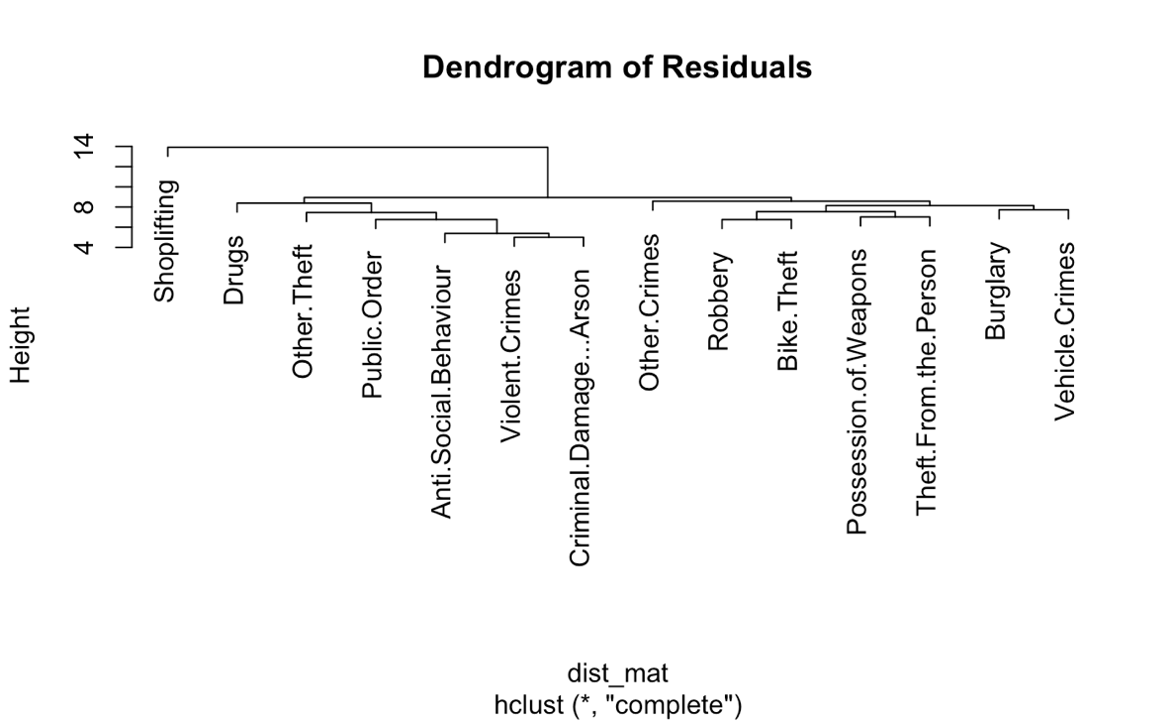 Dendrogram of Residuals
Height
14
8
4
Shoplifting
Drugs
Other.Theft
Public.Order
Anti.Social.Behaviour
Violent.Crimes
Criminal.Damage...Arson
Other.Crimes
Robbery
Bike.Theft
Possession.of.Weapons
Theft.From.the.Person
Burglary
Vehicle.Crimes
dist_mat
hclust (*, "complete")